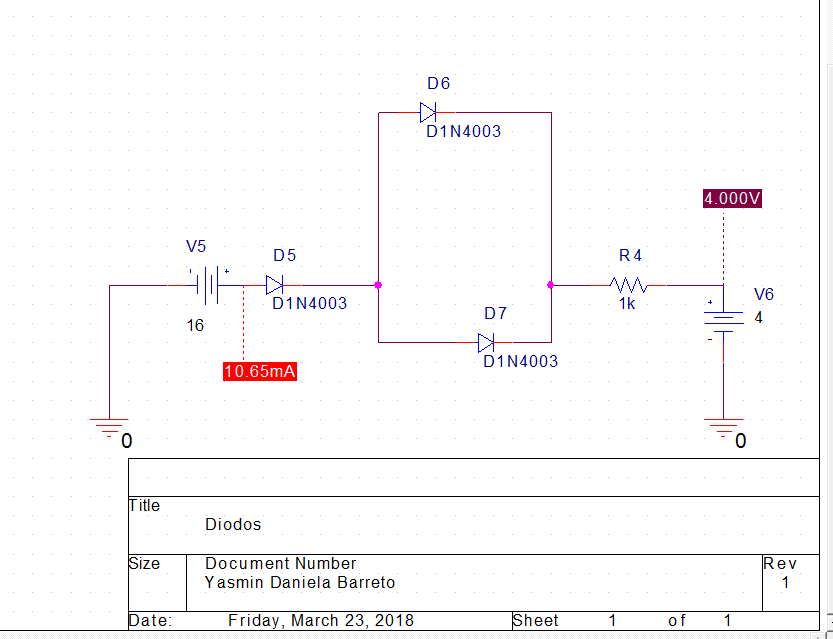 D6
D1N4003
4.000V
V5
D5
R4
D1N4003
1k
V6
4
16
D7
D1N4003
10.65mA
0
0
Title
Diodos
Size
Document Number
Rev
Yasmin Daniela Barreto
1
Date:
Friday, March 23, 2018
Sheet
1
of
1